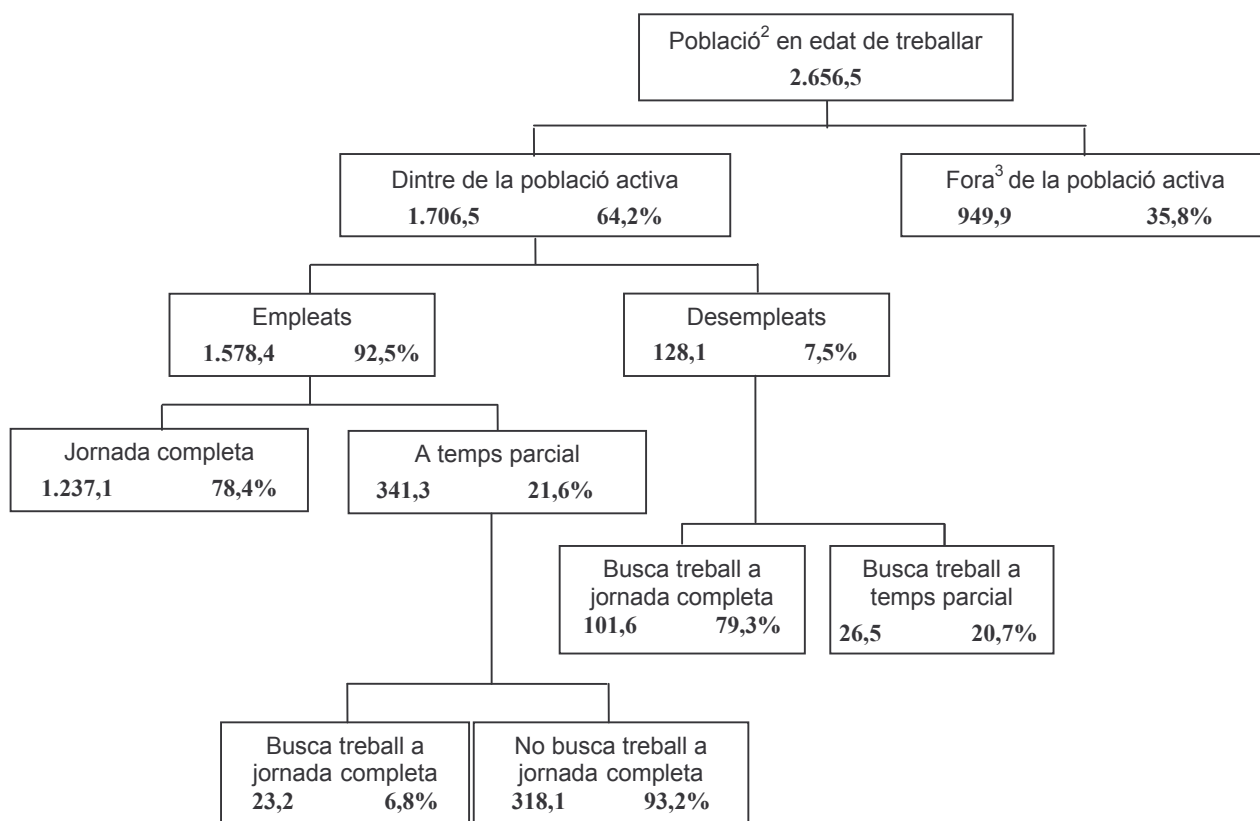 Població² en edat de treballar
2.656,5
Dintre de la població activa
1.706,5 64,2%
Fora³ de la població activa
949,9 35,8%
Empleats
1.578,4 92,5%
Desempleats
128,1 7,5%
Jornada completa
1.237,1 78,4%
A temps parcial
341,3 21,6%
Busca treball a
jornada completa
101,6 79,3%
Busca treball a
temps parcial
26,5 20,7%
Busca treball a
jornada completa
23,2 6,8%
No busca treball a
jornada completa
318,1 93,2%